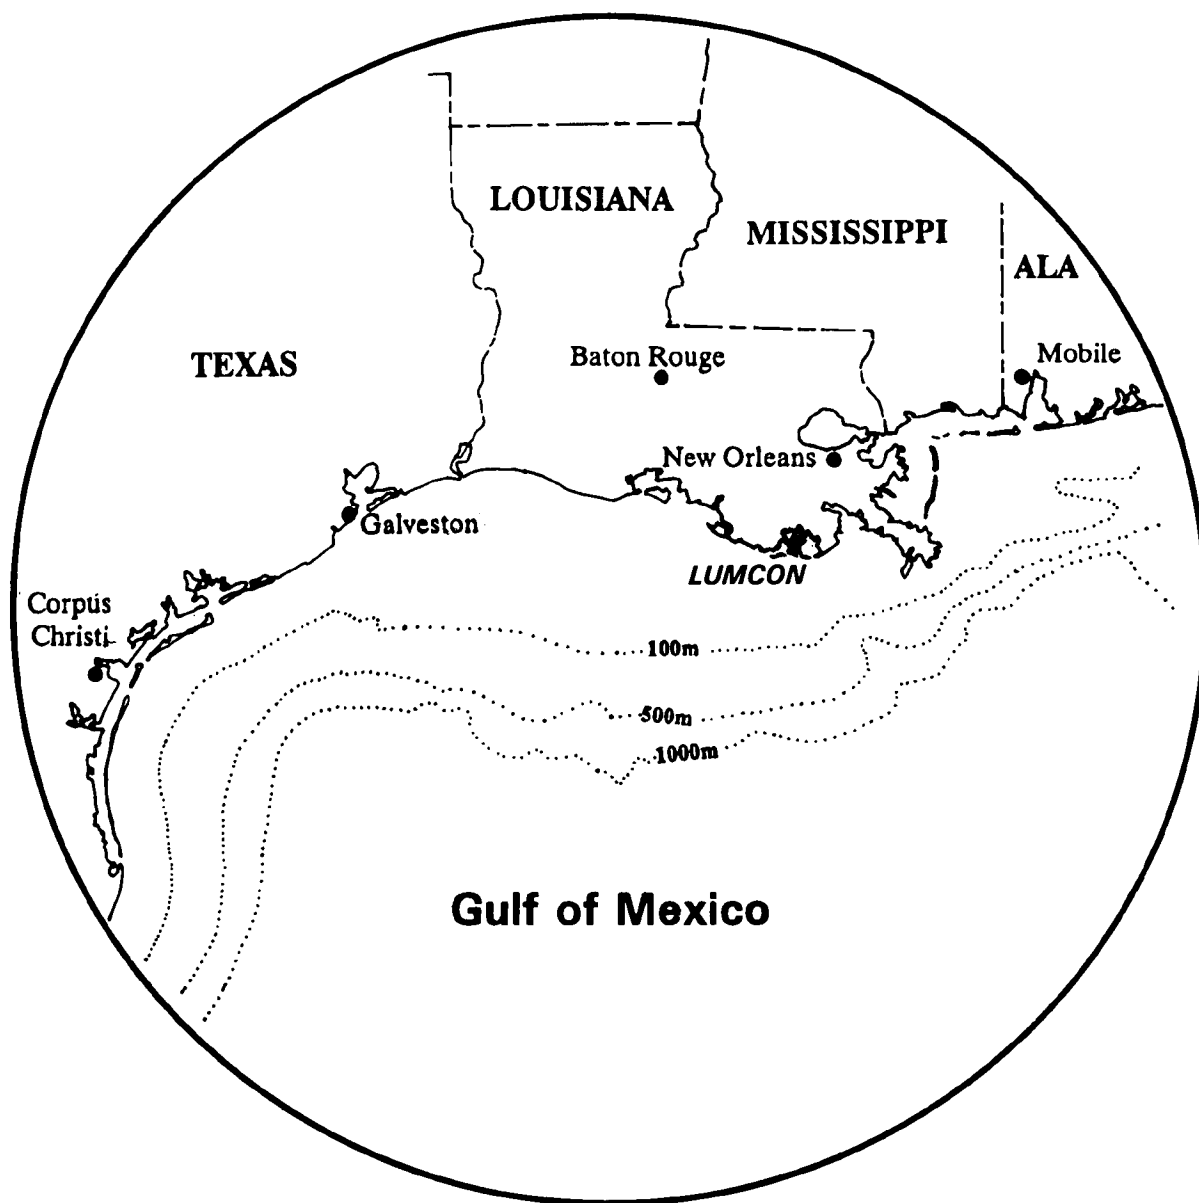 LOUISIANA
MISSISSIPPI
ALA
TEXAS
Baton Rouge
Mobile
New Orleans
Galveston
LUMCON
Corpus
Christi
100m
500m
1000m
Gulf of Mexico